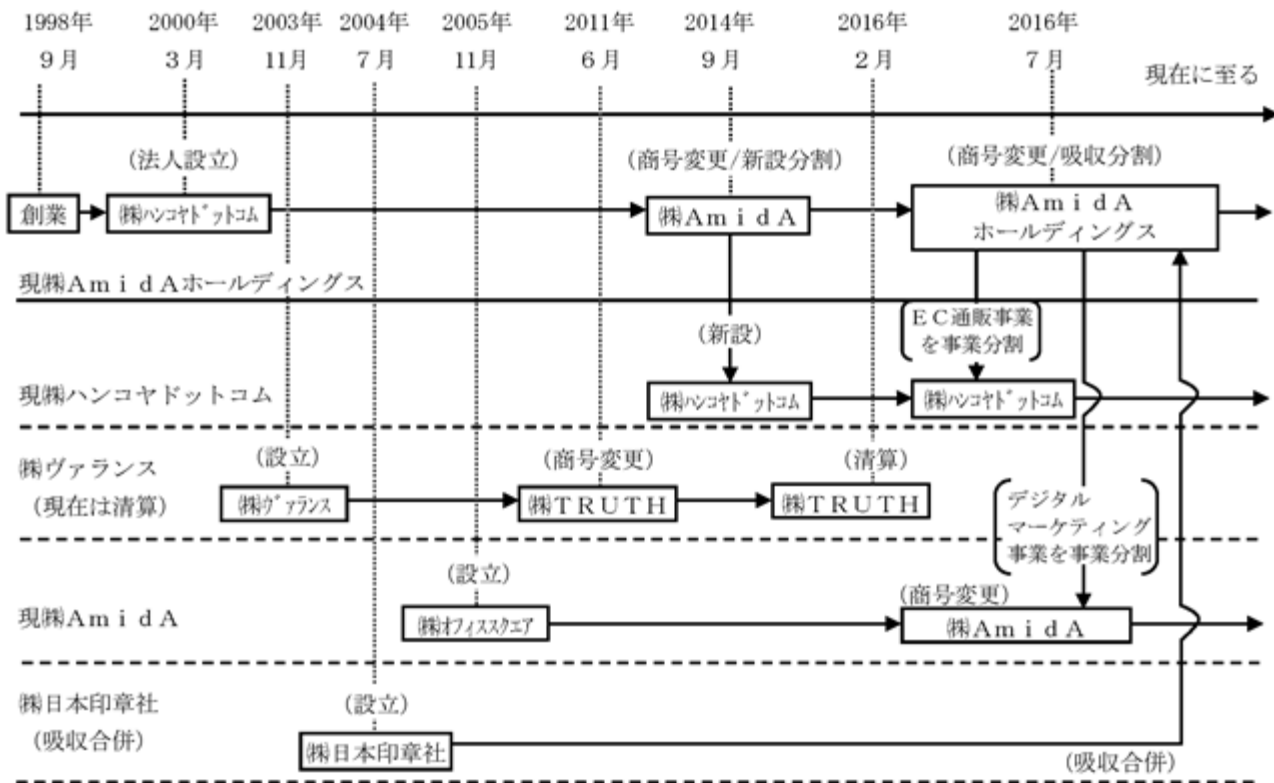 1998年 2000年 2003年 2004年 2005年 2011年 2014年 2016年 2016年
9月 3月 11月 7月 11月 6月 9月 2月 7月
現在に至る
(法人設立) (商号変更/新設分割) (商号変更/吸収分割)
創業 ㈱ハンコヤドットコム ㈱AmidA ㈱AmidA
ホールディングス
現㈱AmidAホールディングス
(新設) EC通販事業
を事業分割
現㈱ハンコヤドットコム ㈱ハンコヤドットコム ㈱ハンコヤドットコム
㈱ヴァランス (設立) (商号変更) (清算)
(現在は清算) ㈱ヴァランス ㈱TRUTH ㈱TRUTH
デジタル
マーケティング
事業を事業分割
(設立) (商号変更)
現㈱AmidA ㈱オフィススクエア ㈱AmidA
㈱日本印章社 (設立)
(吸収合併) ㈱日本印章社 (吸収合併)